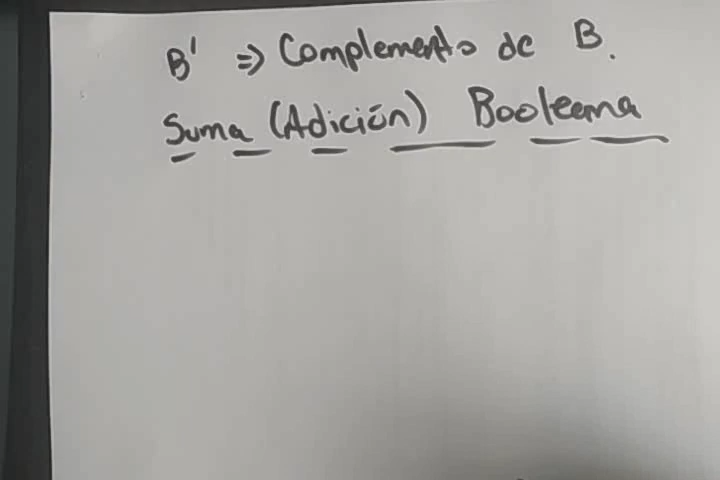 B' ⇒ Complemento de B.
Suma (Adición) Booleana